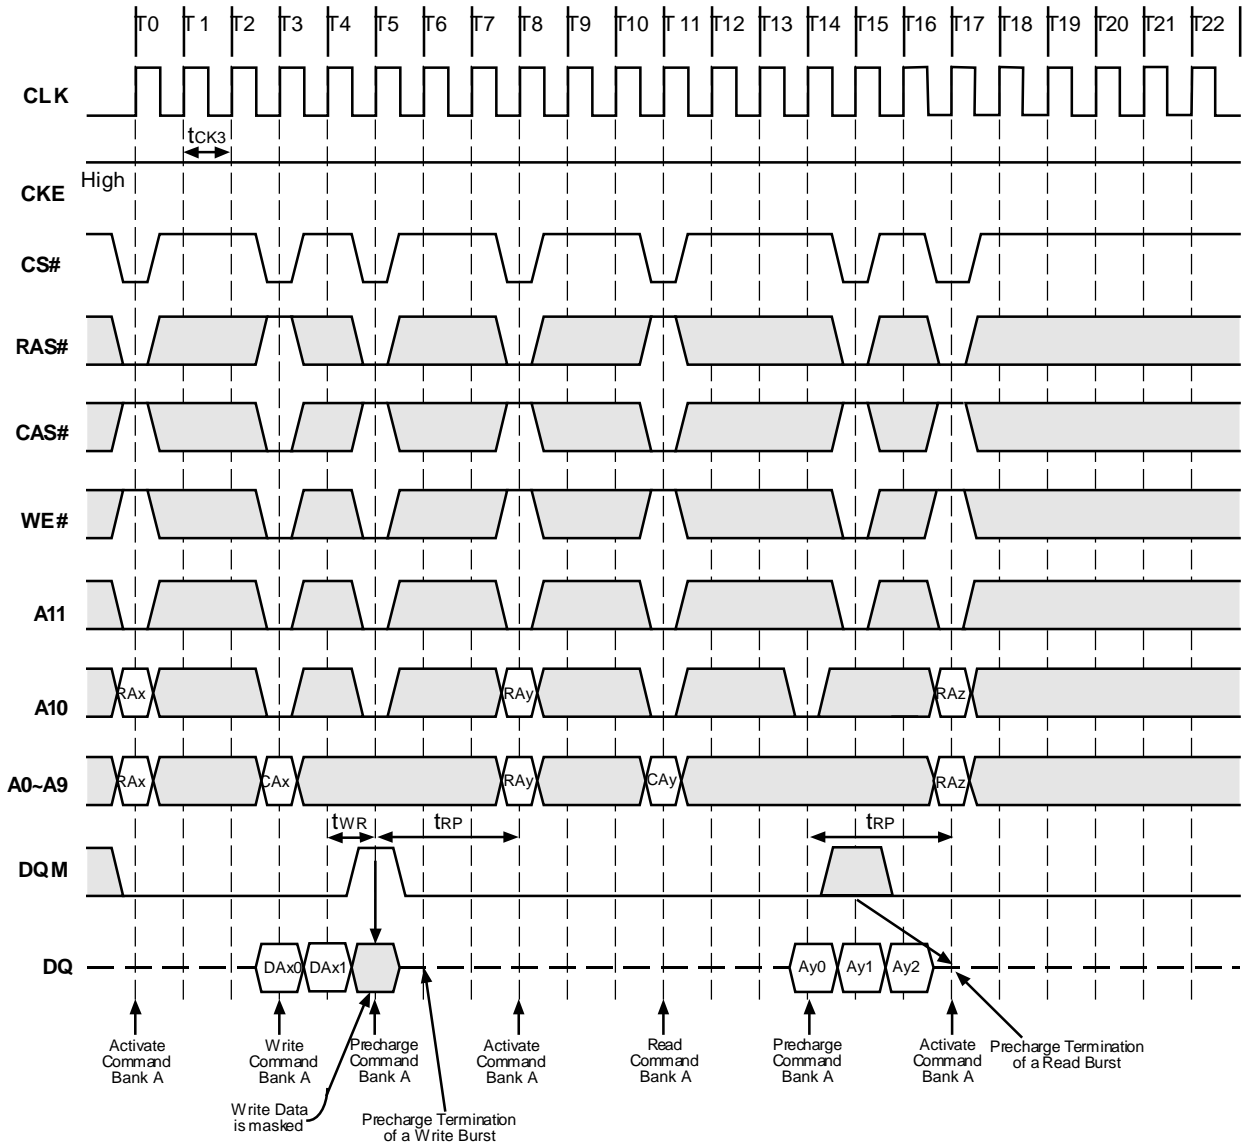 T0 T 1 T2 T3 T4 T5 T6 T7 T8 T9 T10 T 11 T12 T13 T14 T15 T16 T17 T18 T19 T20 T21 T22
CLK
tCK3
High
CKE
CS#
RAS#
CAS#
WE#
A11
A10
RAx RAy RAz
A0~A9
RAx CAx RAy CAy RAz
tWR tRP tRP
DQM
DQ
DAx0 DAx1 Ay0 Ay1 Ay2
Activate
Command
Bank A
Write
Command
Bank A
Precharge
Command
Bank A
Activate
Command
Bank A
Read
Command
Bank A
Precharge
Command
Bank A
Activate
Command
Bank A
Precharge Termination
of a Read Burst
Write Data
is masked
Precharge Termination
of a Write Burst